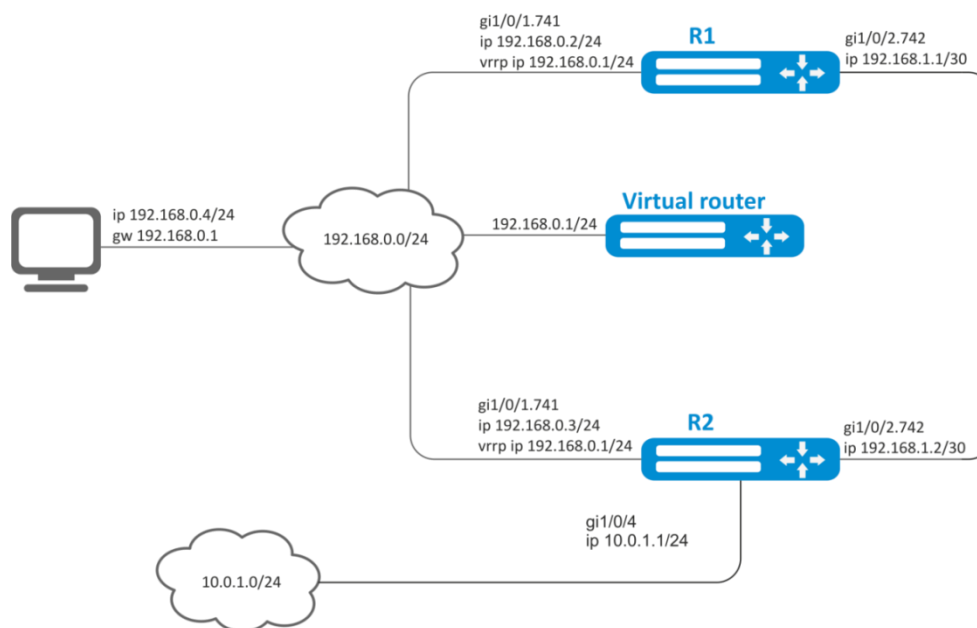 gi1/0/1.741
ip 192.168.0.2/24
vrrp ip 192.168.0.1/24
R1
gi1/0/2.742
ip 192.168.1.1/30
ip 192.168.0.4/24
gw 192.168.0.1
192.168.0.0/24
192.168.0.1/24
Virtual router
gi1/0/1.741
ip 192.168.0.3/24
vrrp ip 192.168.0.1/24
R2
gi1/0/2.742
ip 192.168.1.2/30
gi1/0/4
ip 10.0.1.1/24
10.0.1.0/24